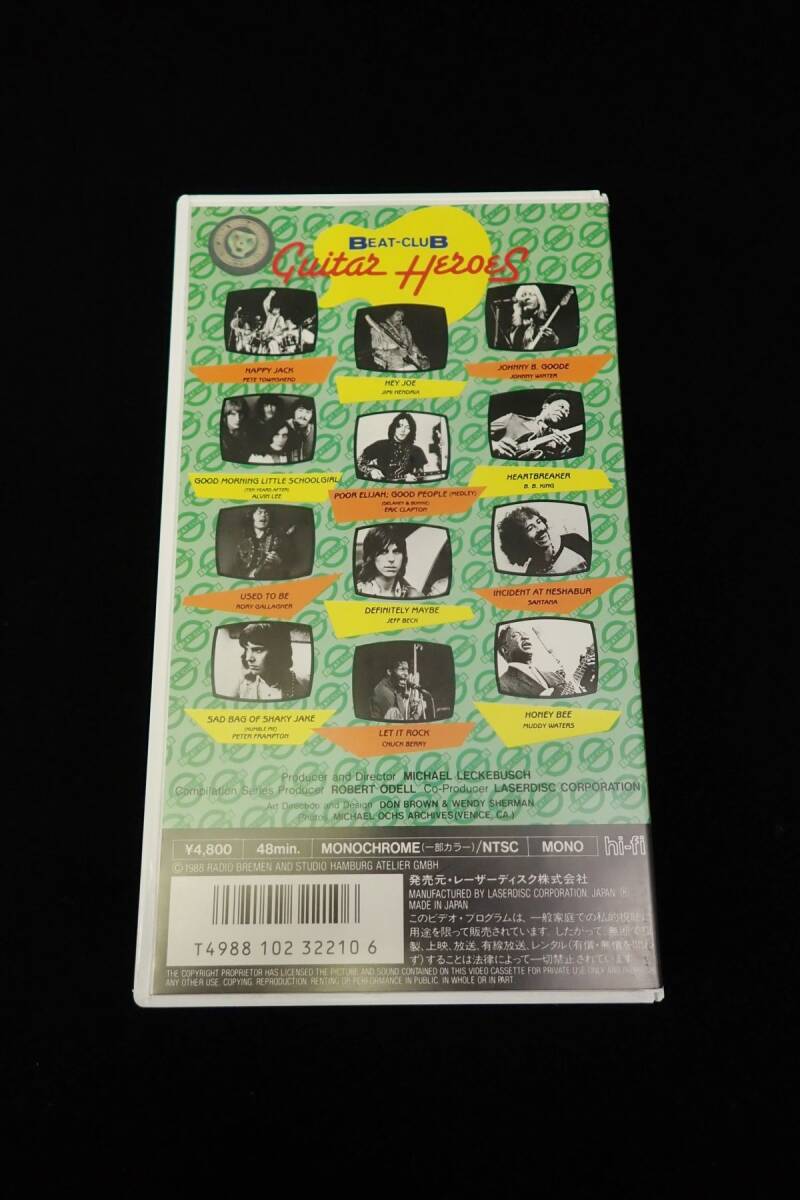 BEAT-CLUB
Guitar Heroes
HAPPY JACK
PETE TOWNSHEND
HEY JOE
JIMI HENDRIX
JOHNNY B. GOODE
JOHNNY WINTER
GOOD MORNING LITTLE SCHOOLGIRL
(TEN YEARS AFTER)
ALVIN LEE
POOR ELIJAH; GOOD PEOPLE (MEDLEY)
(DELANEY & BONNIE)
ERIC CLAPTON
HEARTBREAKER
B. B. KING
USED TO BE
RORY GALLAGHER
DEFINITELY MAYBE
JEFF BECK
INCIDENT AT NESHABUR
SANTANA
SAD BAG OF SHAKY JAKE
(HUMBLE PIE)
PETER FRAMPTON
LET IT ROCK
CHUCK BERRY
HONEY BEE
MUDDY WATERS
Producer and Director MICHAEL LECKEBUSCH
Compilation Series Producer ROBERT ODELL Co-Producer LASERDISC CORPORATION
Art Direction and Design DON BROWN & WENDY SHERMAN
Photos MICHAEL OCHS ARCHIVES (VENICE, CA.)
¥4,800 48min. MONOCHROME(一部カラー)/NTSC MONO hi-fi
©1988 RADIO BREMEN AND STUDIO HAMBURG ATELIER GMBH
発売元・レーザーディスク株式会社
MANUFACTURED BY LASERDISC CORPORATION, JAPAN Ⓡ
MADE IN JAPAN
このビデオ・プログラムは、一般家庭での私的視聴に
用途を限って販売されています。したがって、無断で複
製、上映、放送、有線放送、レンタル(有償・無償を問わ
ず)することは法律によって一切禁止されています。
T4988 102 32210 6
THE COPYRIGHT PROPRIETOR HAS LICENSED THE PICTURE AND SOUND CONTAINED ON THIS VIDEO CASSETTE FOR PRIVATE USE ONLY AND PROHIBITS
ANY OTHER USE. COPYING. REPRODUCTION. RENTING OR PERFORMANCE IN PUBLIC. IN WHOLE OR IN PART.